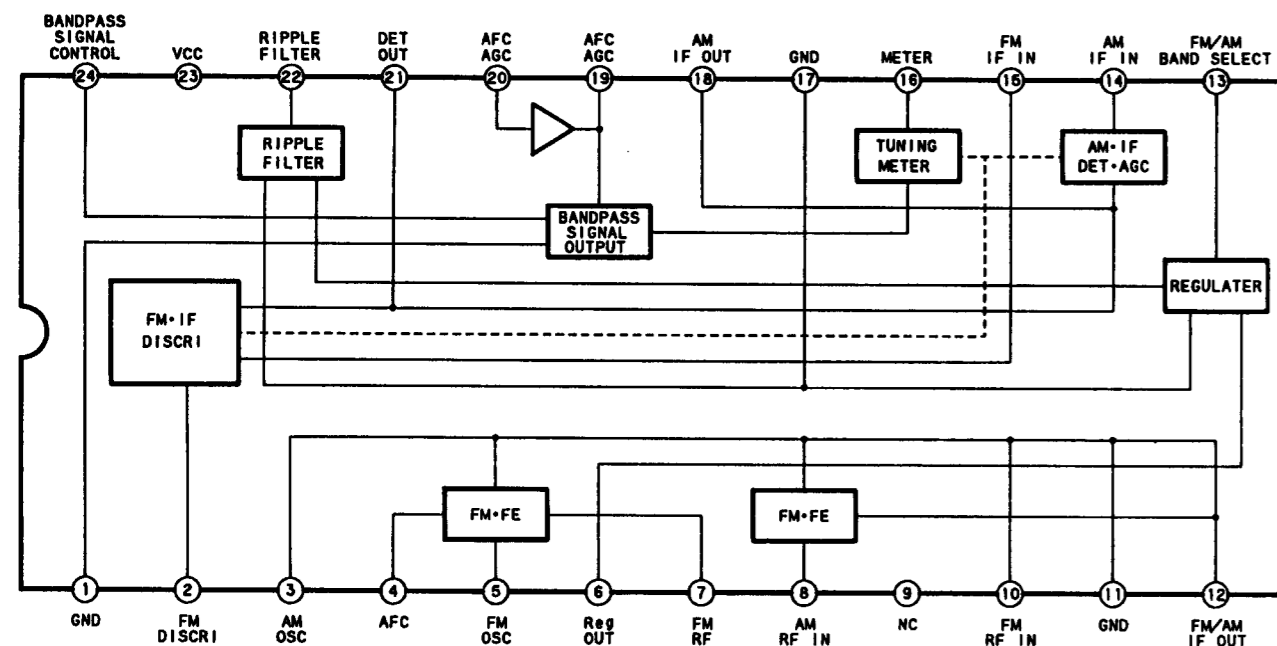 BANDPASS
SIGNAL
CONTROL
VCC
RIPPLE
FILTER
DET
OUT
AFC
AGC
AFC
AGC
AM
IF OUT
GND
METER
FM
IF IN
AM
IF IN
FM/AM
BAND SELECT
24
23
22
21
20
19
18
17
16
15
14
13
RIPPLE
FILTER
TUNING
METER
AM•IF
DET•AGC
BANDPASS
SIGNAL
OUTPUT
REGULATER
FM•IF
DISCRI
FM•FE
FM•FE
1
2
3
4
5
6
7
8
9
10
11
12
GND
FM
DISCRI
AM
OSC
AFC
FM
OSC
Reg
OUT
FM
RF
AM
RF IN
NC
FM
RF IN
GND
FM/AM
IF OUT